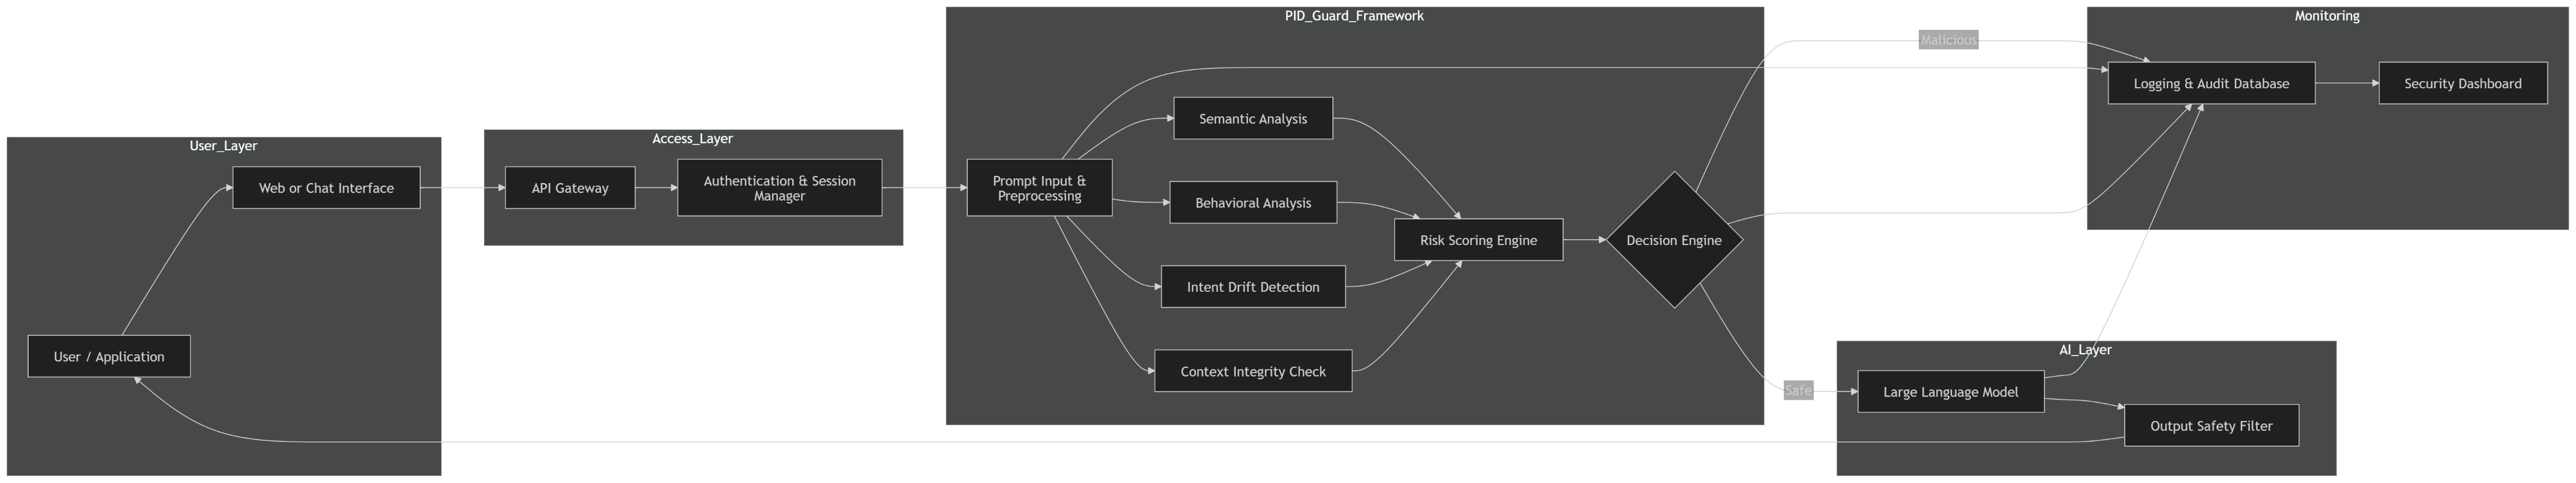 User_Layer
Web or Chat Interface
User / Application
Access_Layer
API Gateway
Authentication & Session
Manager
PID_Guard_Framework
Prompt Input &
Preprocessing
Semantic Analysis
Behavioral Analysis
Intent Drift Detection
Context Integrity Check
Risk Scoring Engine
Decision Engine
Malicious
Safe
Monitoring
Logging & Audit Database
Security Dashboard
AI_Layer
Large Language Model
Output Safety Filter